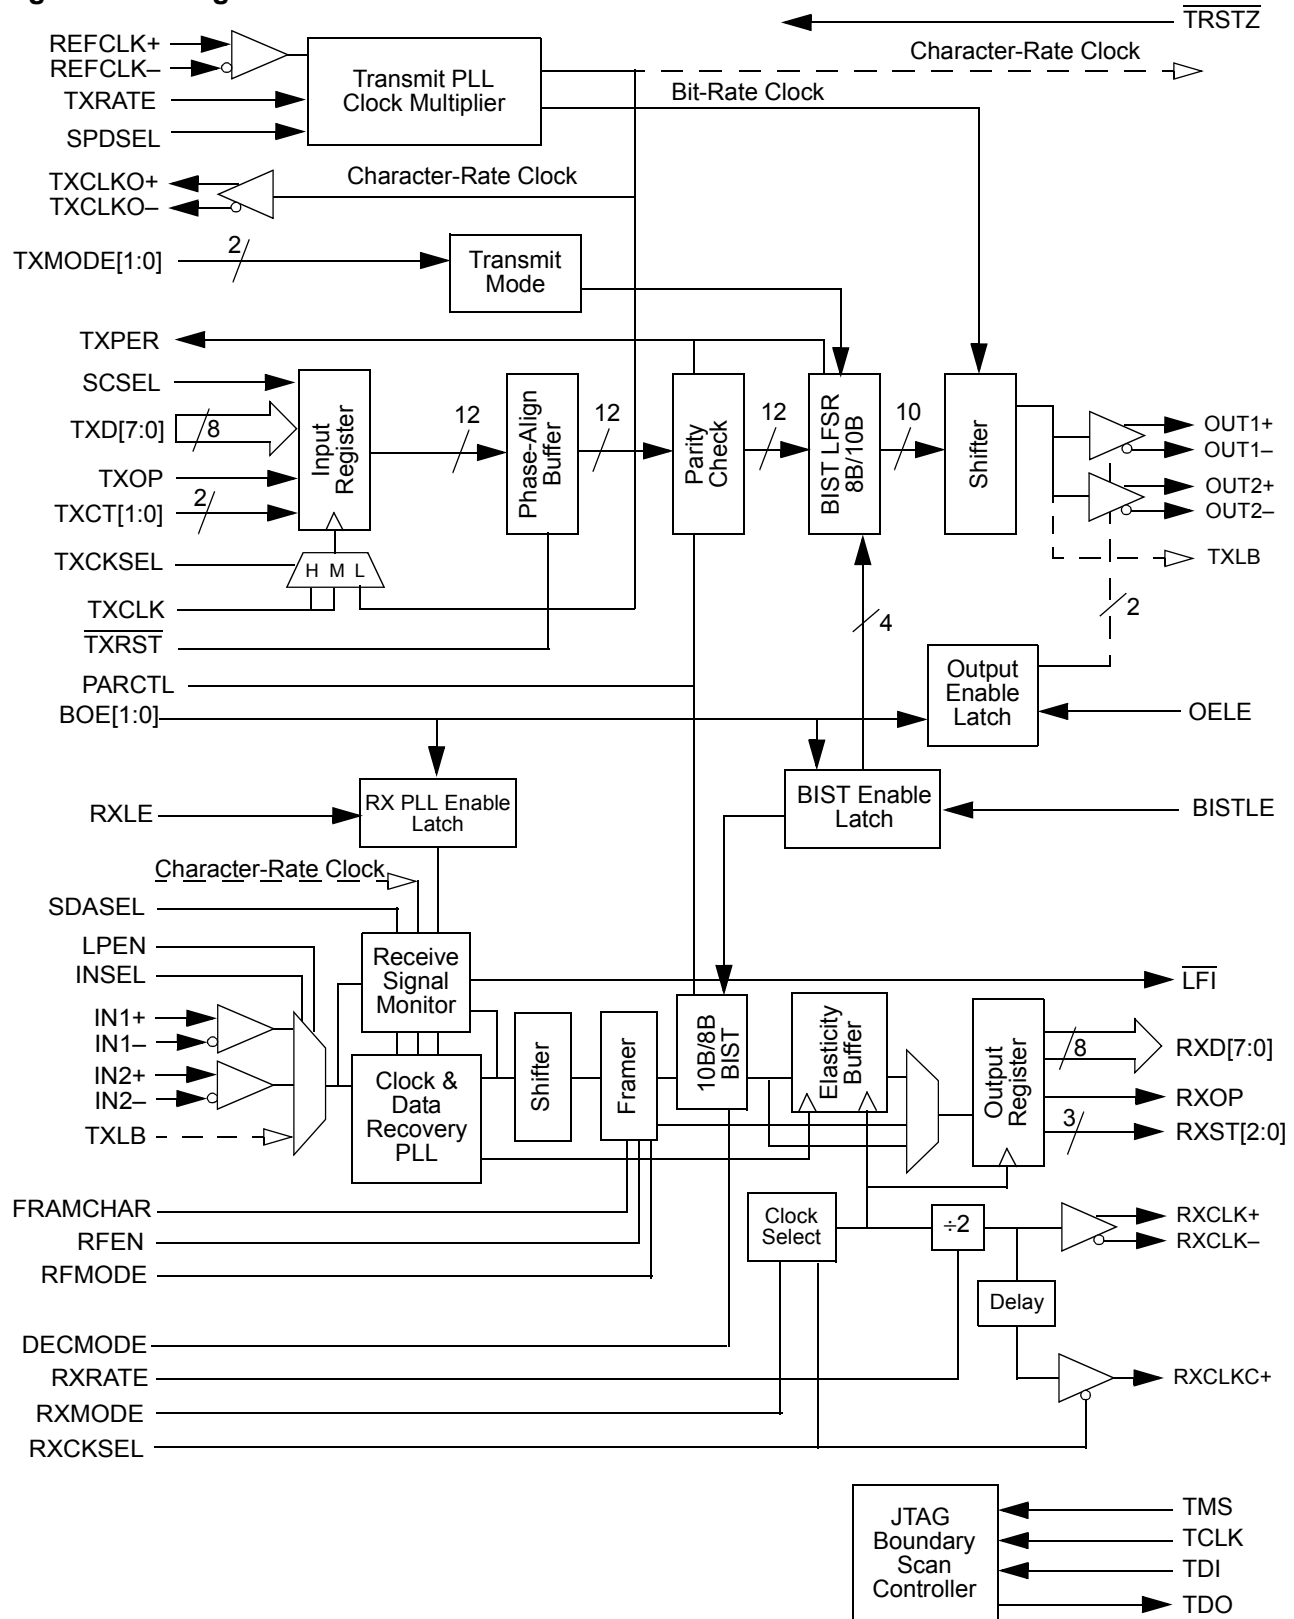 TRSTZ
REFCLK+
REFCLK–
TXRATE
SPDSEL
Transmit PLL
Clock Multiplier
Character-Rate Clock
Bit-Rate Clock
TXCLKO+
TXCLKO–
Character-Rate Clock
TXMODE[1:0]
2
Transmit
Mode
TXPER
SCSEL
TXD[7:0]
8
TXOP
TXCT[1:0]
2
Input
Register
12
Phase-Align
Buffer
12
Parity
Check
12
BIST LFSR
8B/10B
10
Shifter
OUT1+
OUT1–
OUT2+
OUT2–
TXLB
TXCKSEL
H M L
TXCLK
TXRST
PARCTL
BOE[1:0]
4
2
Output
Enable
Latch
OELE
RXLE
RX PLL Enable
Latch
BIST Enable
Latch
BISTLE
Character-Rate Clock
SDASEL
LPEN
INSEL
IN1+
IN1–
IN2+
IN2–
TXLB
Receive
Signal
Monitor
LFI
Clock &
Data
Recovery
PLL
Shifter
Framer
10B/8B
BIST
Elasticity
Buffer
Output
Register
8
RXD[7:0]
RXOP
3
RXST[2:0]
FRAMCHAR
RFEN
RFMODE
Clock
Select
÷2
RXCLK+
RXCLK–
Delay
DECMODE
RXRATE
RXCLKC+
RXMODE
RXCKSEL
JTAG
Boundary
Scan
Controller
TMS
TCLK
TDI
TDO